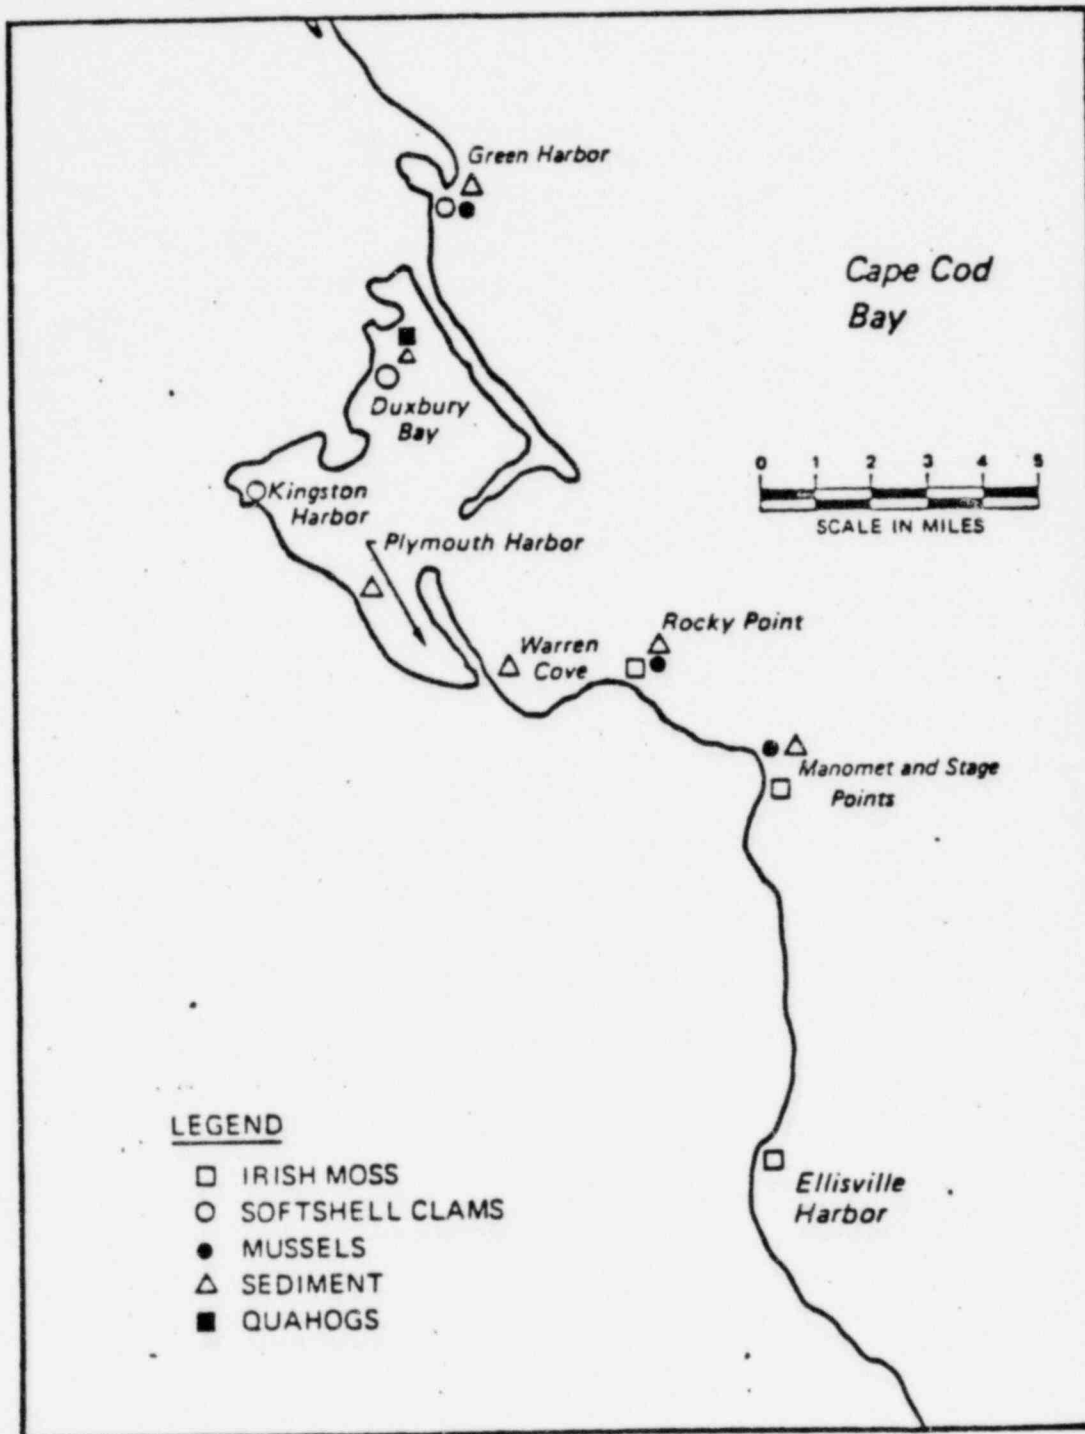 Green Harbor
Cape Cod
Bay
Duxbury
Bay
0 1 2 3 4 5
SCALE IN MILES
Kingston
Harbor
Plymouth Harbor
Rocky Point
Warren
Cove
Manomet and Stage
Points
LEGEND
IRISH MOSS
SOFTSHELL CLAMS
MUSSELS
SEDIMENT
QUAHOGS
Ellisville
Harbor